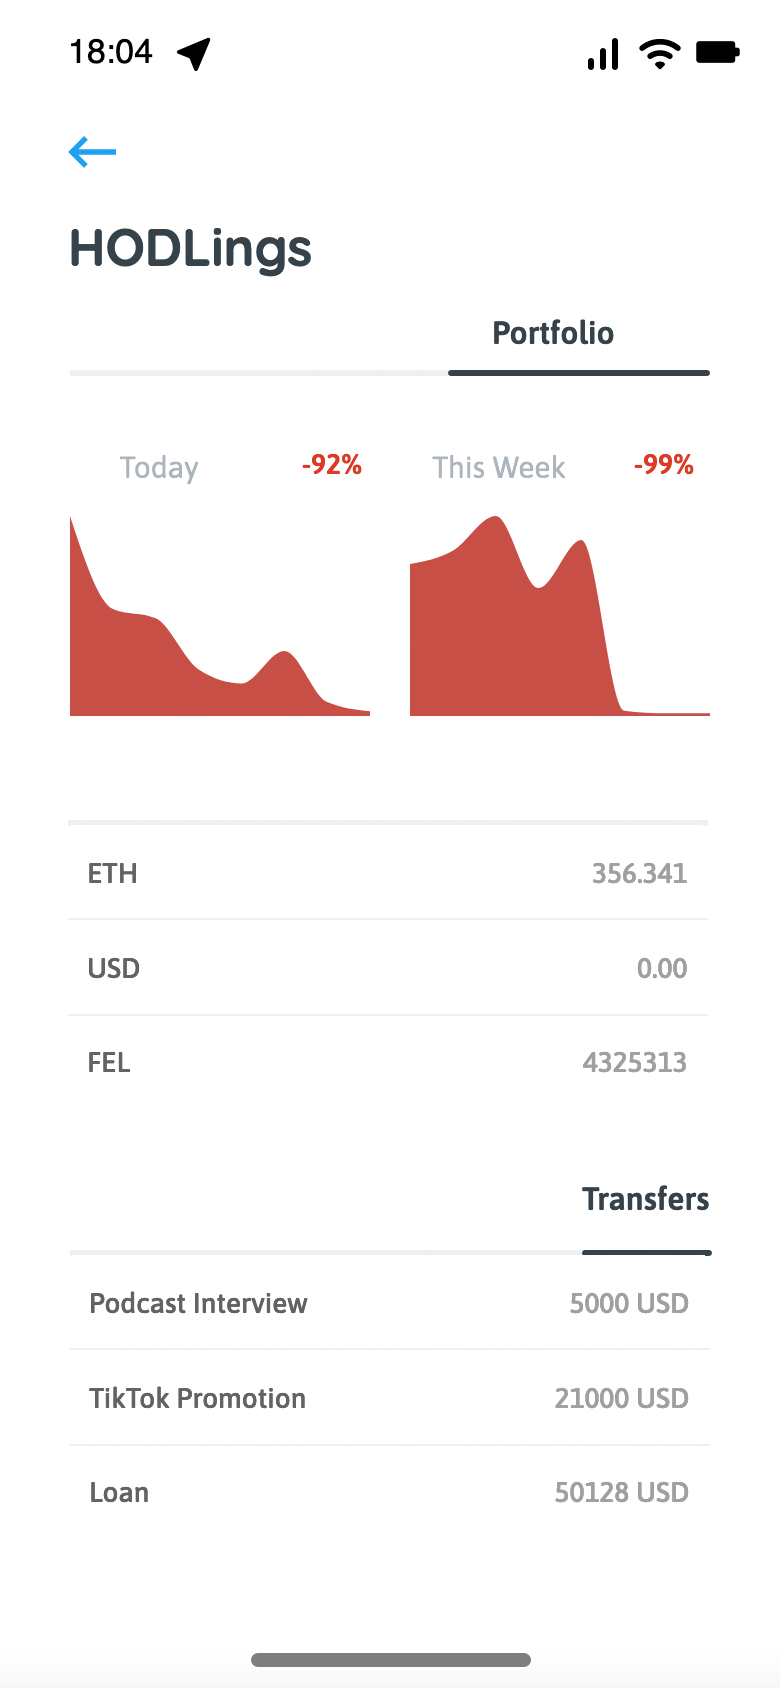 18:04
HODLings
Portfolio
Today -92% This Week -99%
ETH 356.341
USD 0.00
FEL 4325313
Transfers
Podcast Interview 5000 USD
TikTok Promotion 21000 USD
Loan 50128 USD